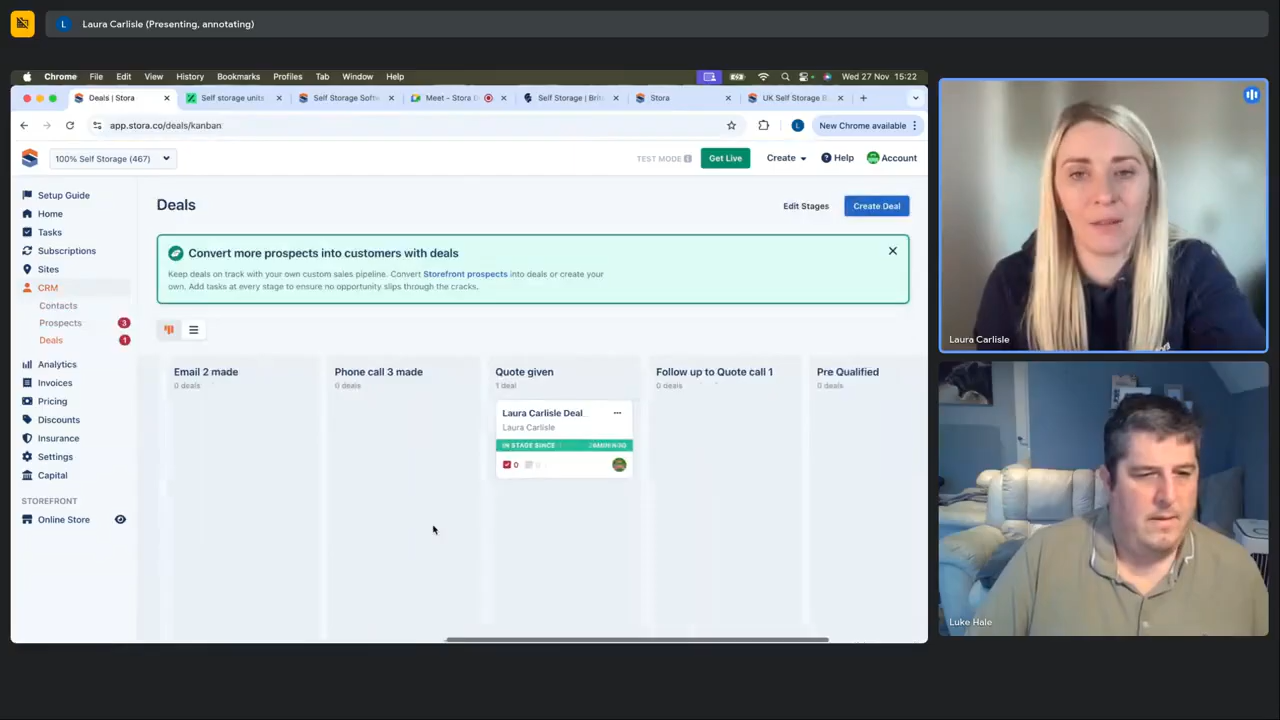 Laura Carlisle (Presenting, annotating)
Chrome File Edit View History Bookmarks Profiles Tab Window Help
Wed 27 Nov 15:22
Deals | Stora
Self storage units
Self Storage Softw
Meet – Stora D
Self Storage | Brit
Stora
UK Self Storage B
app.stora.co/deals/kanban
New Chrome available
100% Self Storage (467)
TEST MODE
Get Live
Create
Help
Account
Setup Guide
Home
Tasks
Subscriptions
Sites
CRM
Contacts
Prospects 3
Deals 1
Analytics
Invoices
Pricing
Discounts
Insurance
Settings
Capital
STOREFRONT
Online Store
Deals
Edit Stages
Create Deal
Convert more prospects into customers with deals
Keep deals on track with your own custom sales pipeline. Convert Storefront prospects into deals or create your
own. Add tasks at every stage to ensure no opportunity slips through the cracks.
Email 2 made
0 deals
Phone call 3 made
0 deals
Quote given
1 deal
Laura Carlisle Deal
Laura Carlisle
IN STAGE SINCE
0
0
Follow up to Quote call 1
0 deals
Pre Qualified
0 deals
Laura Carlisle
Luke Hale